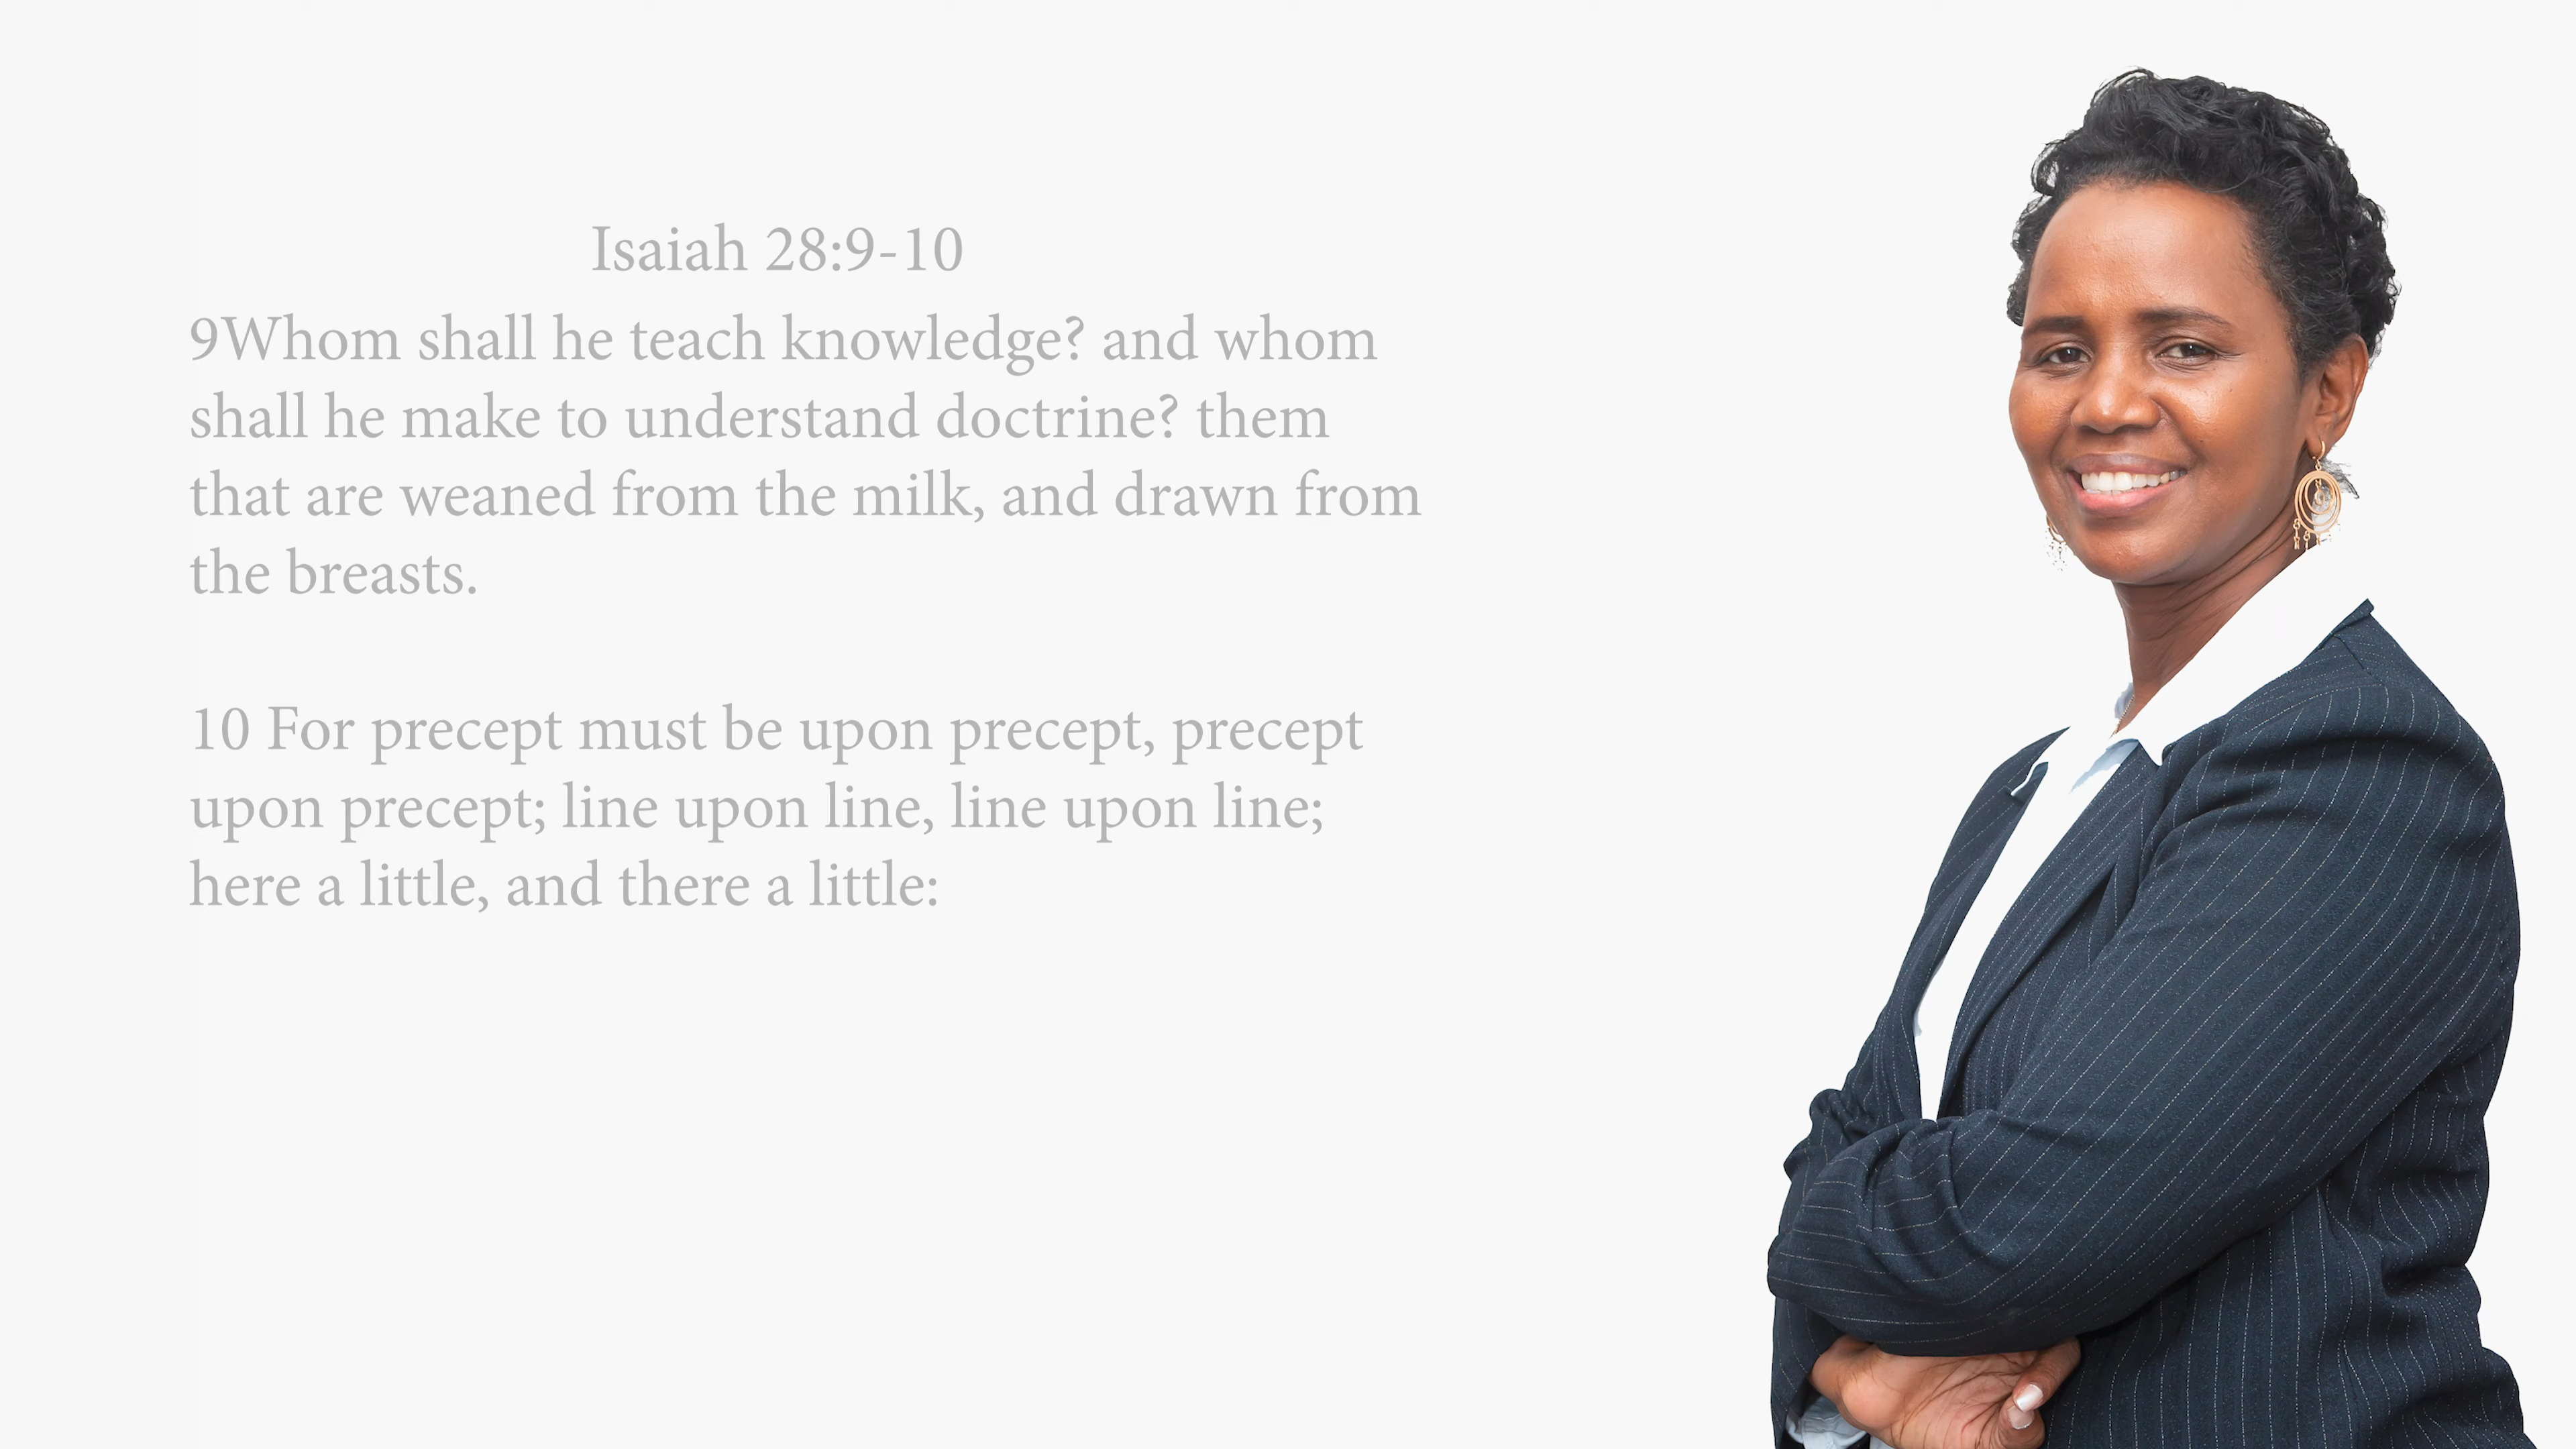 Isaiah 28:9-10
9Whom shall he teach knowledge? and whom
shall he make to understand doctrine? them
that are weaned from the milk, and drawn from
the breasts.
10 For precept must be upon precept, precept
upon precept; line upon line, line upon line;
here a little, and there a little: